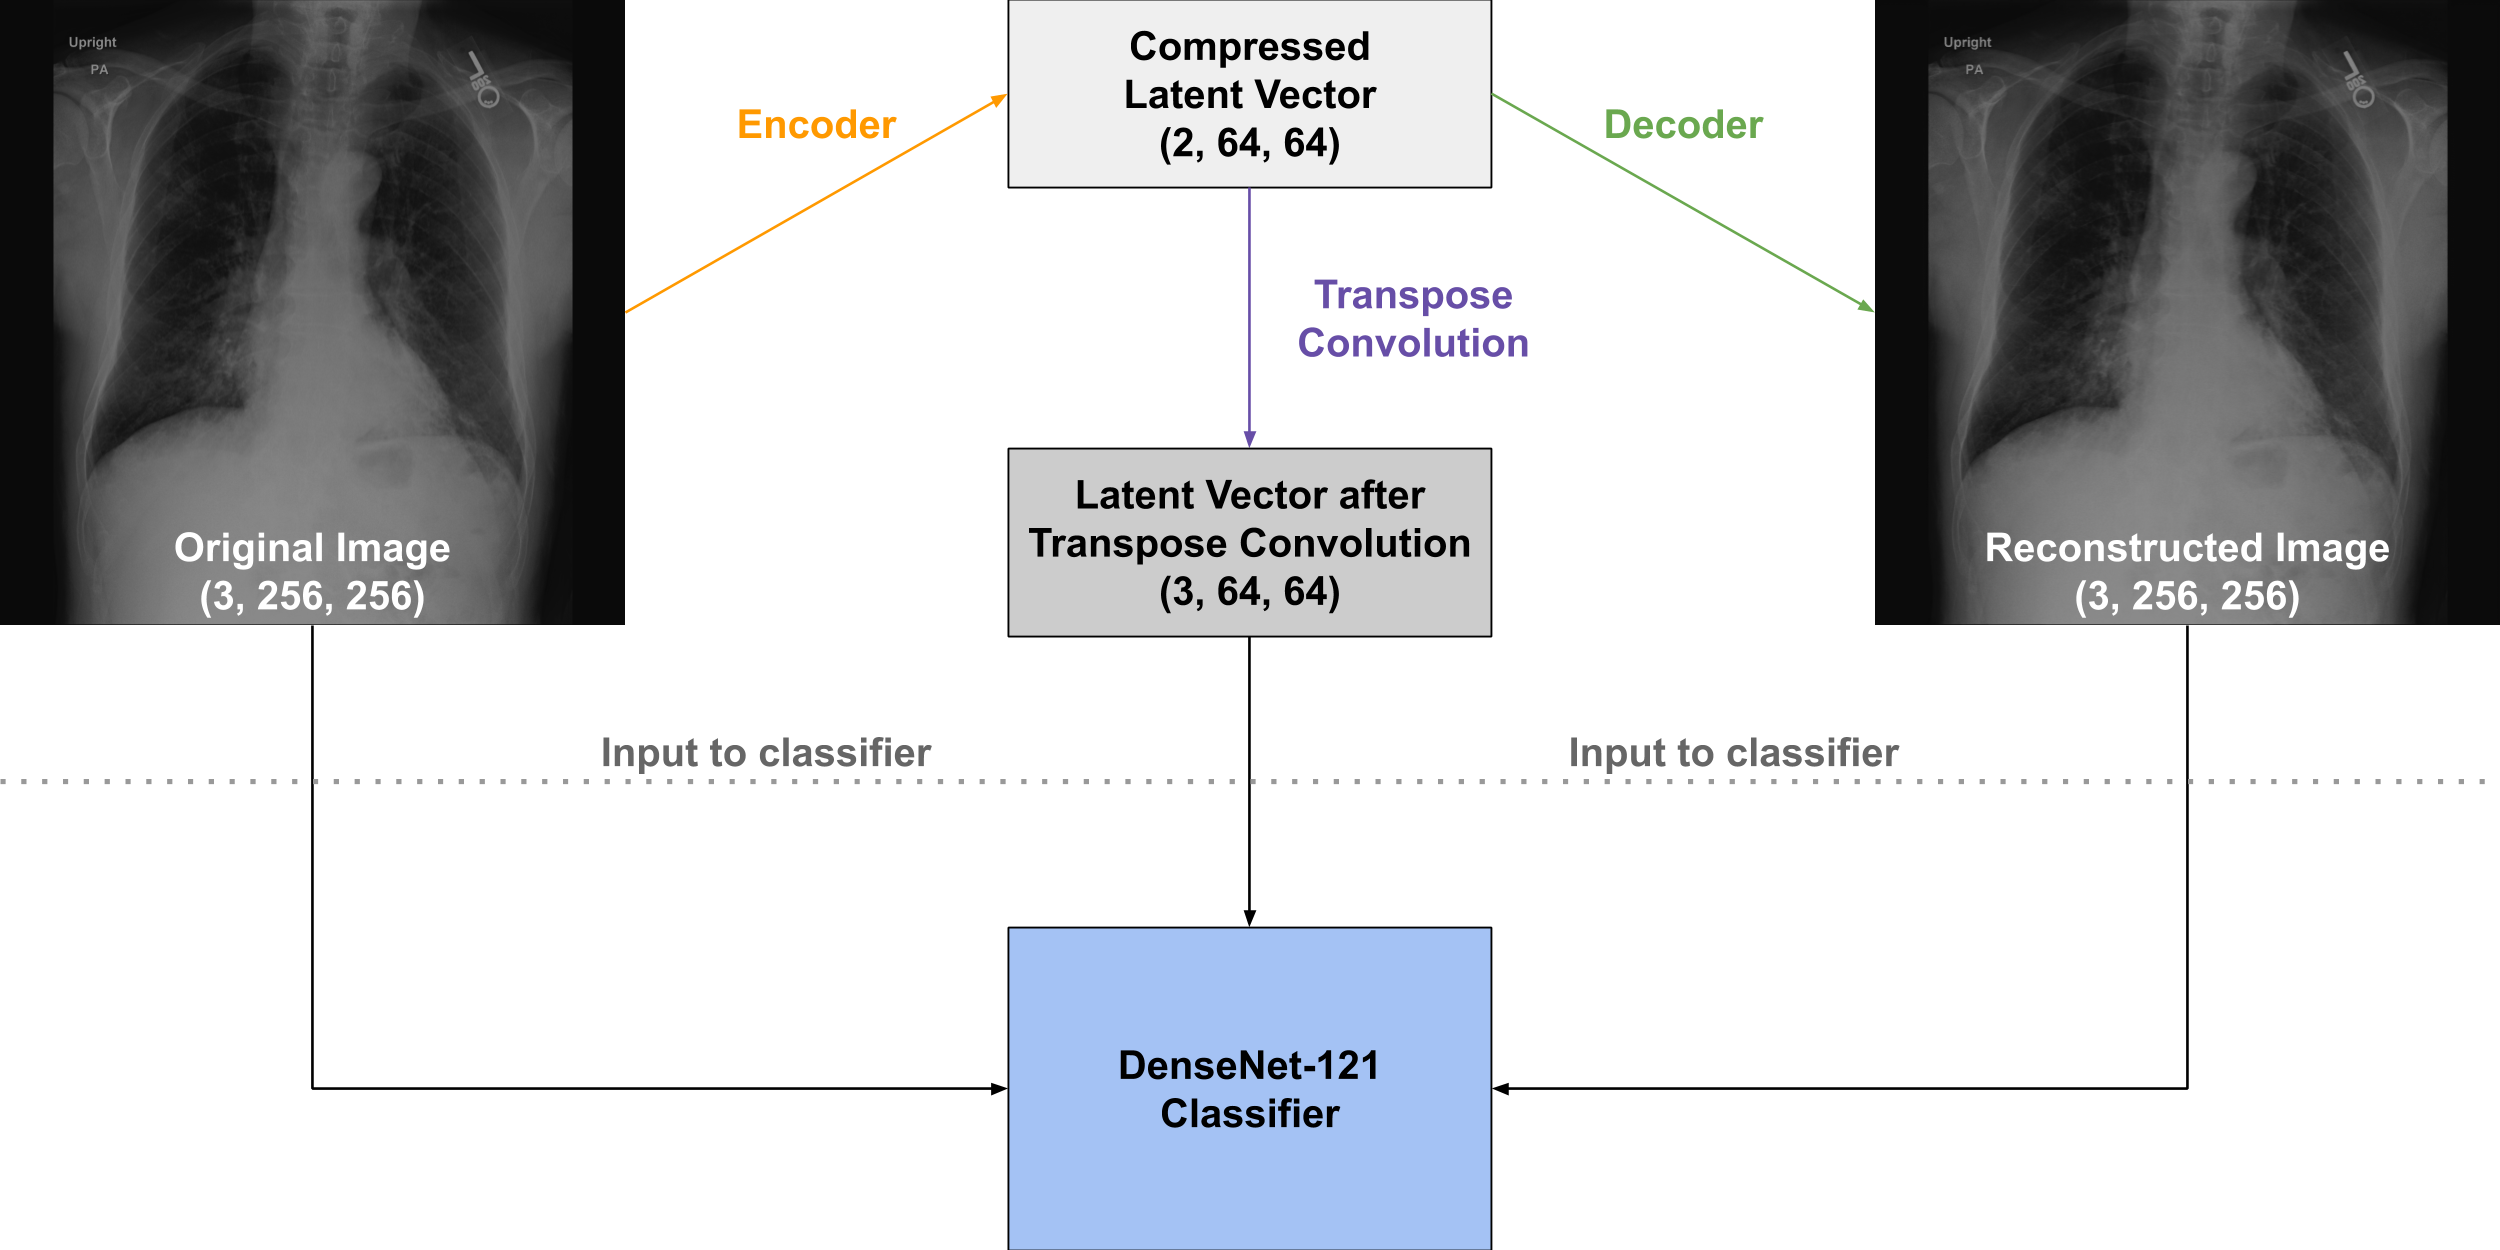 Upright
PA
Original Image
(3, 256, 256)
Encoder
Compressed
Latent Vector
(2, 64, 64)
Decoder
Transpose
Convolution
Latent Vector after
Transpose Convolution
(3, 64, 64)
Upright
PA
Reconstructed Image
(3, 256, 256)
Input to classifier
Input to classifier
DenseNet-121
Classifier